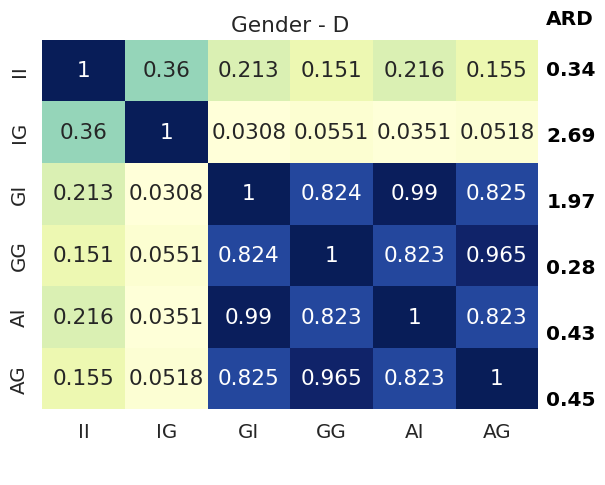 ARD
Gender - D
II 1 0.36 0.213 0.151 0.216 0.155 0.34
IG 0.36 1 0.0308 0.0551 0.0351 0.0518 2.69
GI 0.213 0.0308 1 0.824 0.99 0.825 1.97
GG 0.151 0.0551 0.824 1 0.823 0.965 0.28
AI 0.216 0.0351 0.99 0.823 1 0.823 0.43
AG 0.155 0.0518 0.825 0.965 0.823 1 0.45
II IG GI GG AI AG